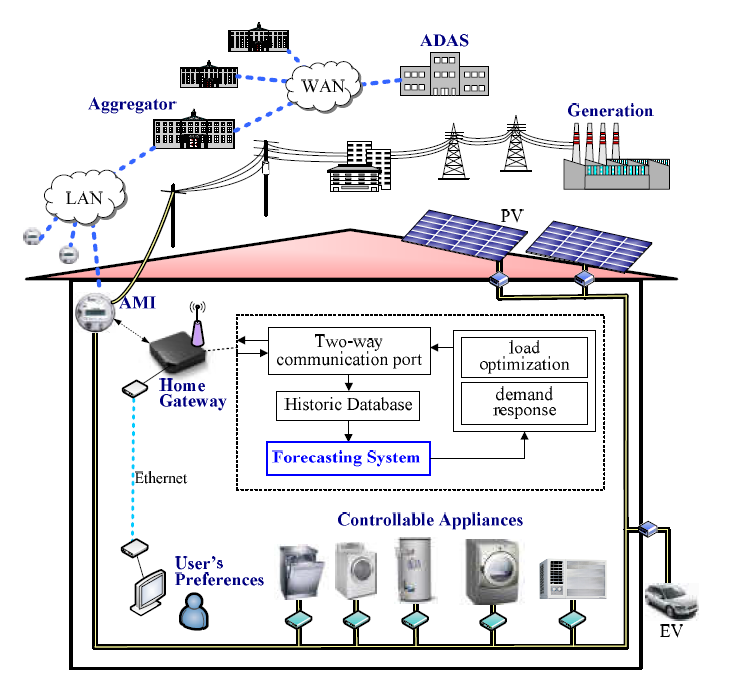 ADAS
WAN
Aggregator
Generation
LAN
PV
AMI
Two-way
communication port
load
optimization
Home
Gateway
Historic Database
demand
response
Forecasting System
Ethernet
Controllable Appliances
User's
Preferences
EV